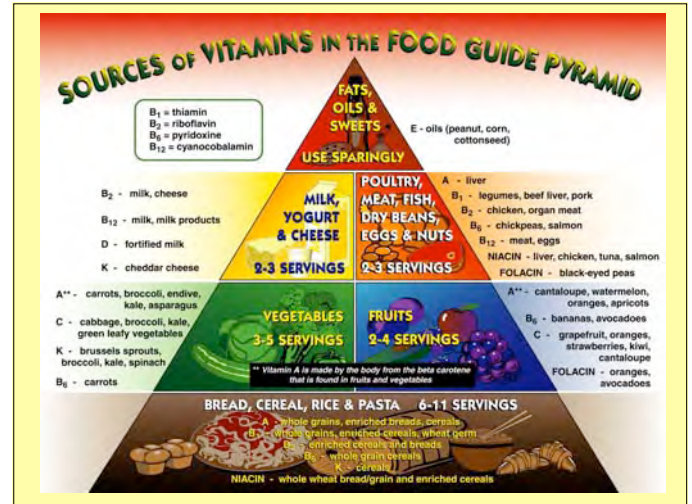 SOURCES OF VITAMINS IN THE FOOD GUIDE PYRAMID
B₁ = thiamin
B₂ = riboflavin
B₆ = pyridoxine
B₁₂ = cyanocobalamin
FATS,
OILS &
SWEETS
USE SPARINGLY
E - oils (peanut, corn,
cottonseed)
B₂ - milk, cheese
B₁₂ - milk, milk products
D - fortified milk
K - cheddar cheese
MILK,
YOGURT
& CHEESE
2-3 SERVINGS
POULTRY,
MEAT, FISH,
DRY BEANS,
EGGS & NUTS
2-3 SERVINGS
A - liver
B₁ - legumes, beef liver, pork
B₂ - chicken, organ meat
B₆ - chickpeas, salmon
B₁₂ - meat, eggs
NIACIN - liver, chicken, tuna, salmon
FOLACIN - black-eyed peas
A** - carrots, broccoli, endive,
kale, asparagus
C - cabbage, broccoli, kale,
green leafy vegetables
K - brussels sprouts,
broccoli, kale, spinach
B₆ - carrots
VEGETABLES
3-5 SERVINGS
FRUITS
2-4 SERVINGS
A** - cantaloupe, watermelon,
oranges, apricots
B₆ - bananas, avocadoes
C - grapefruit, oranges,
strawberries, kiwi,
cantaloupe
FOLACIN - oranges,
avocadoes
** Vitamin A is made by the body from the beta carotene
that is found in fruits and vegetables
BREAD, CEREAL, RICE & PASTA 6-11 SERVINGS
A - whole grains, enriched breads, cereals
whole grains, enriched cereals, wheat germ
enriched cereals and breads
B₆ - whole grain cereals
K - cereals
NIACIN - whole wheat bread/grain and enriched cereals